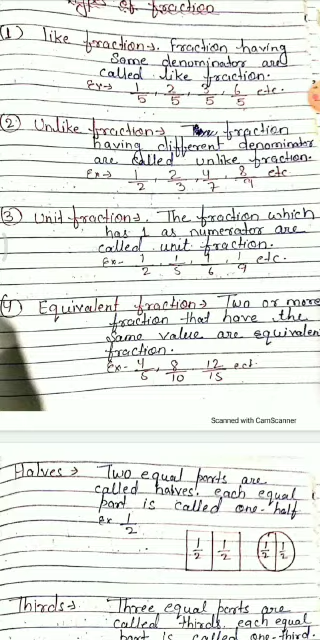 Types of fraction
(1) like fraction→. Fraction having
same denominator are
called like fraction.
Ex→ 1/5, 2/5, 3/5, 6/5 etc.
(2) Unlike fraction→ fraction
having different denominator
are called unlike fraction.
Ex→ 1/2, 2/3, 4/7, 8/9 etc
(3) Unit fraction→. The fraction which
has 1 as numerator are
called unit fraction.
Ex- 1/2, 1/5, 1/6, 1/9 etc.
(4) Equivalent fraction→ Two or more
fraction that have the
same value are equivalen
fraction.
Ex- 4/5, 8/10, 12/15 ect.
Scanned with CamScanner
Halves→ Two equal parts are
called halves. each equal
part is called one-half
ex 1/2
1/2 1/2 1/2 1/2
Thirds→. Three equal parts are
called thirds. each equal
part is called one-third